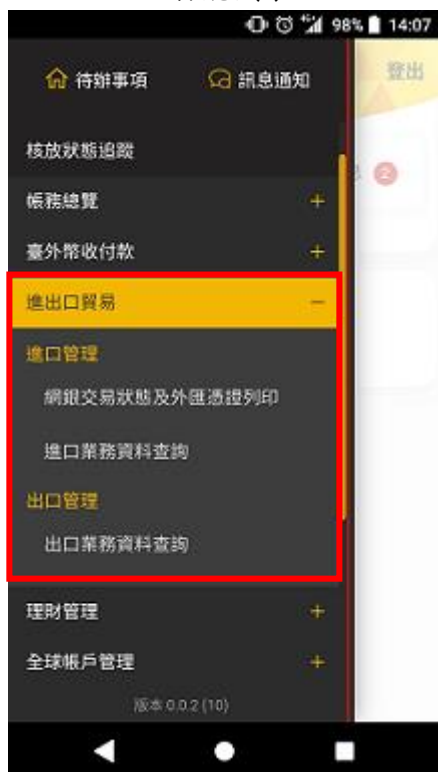 98% 14:07
待辦事項 訊息通知 登出
核放狀態追蹤
2
帳務總覽 +
臺外幣收付款 +
進出口貿易 −
進口管理
網銀交易狀態及外匯憑證列印
進口業務資料查詢
出口管理
出口業務資料查詢
理財管理 +
全球帳戶管理 +
版本 0.0.2 (10)